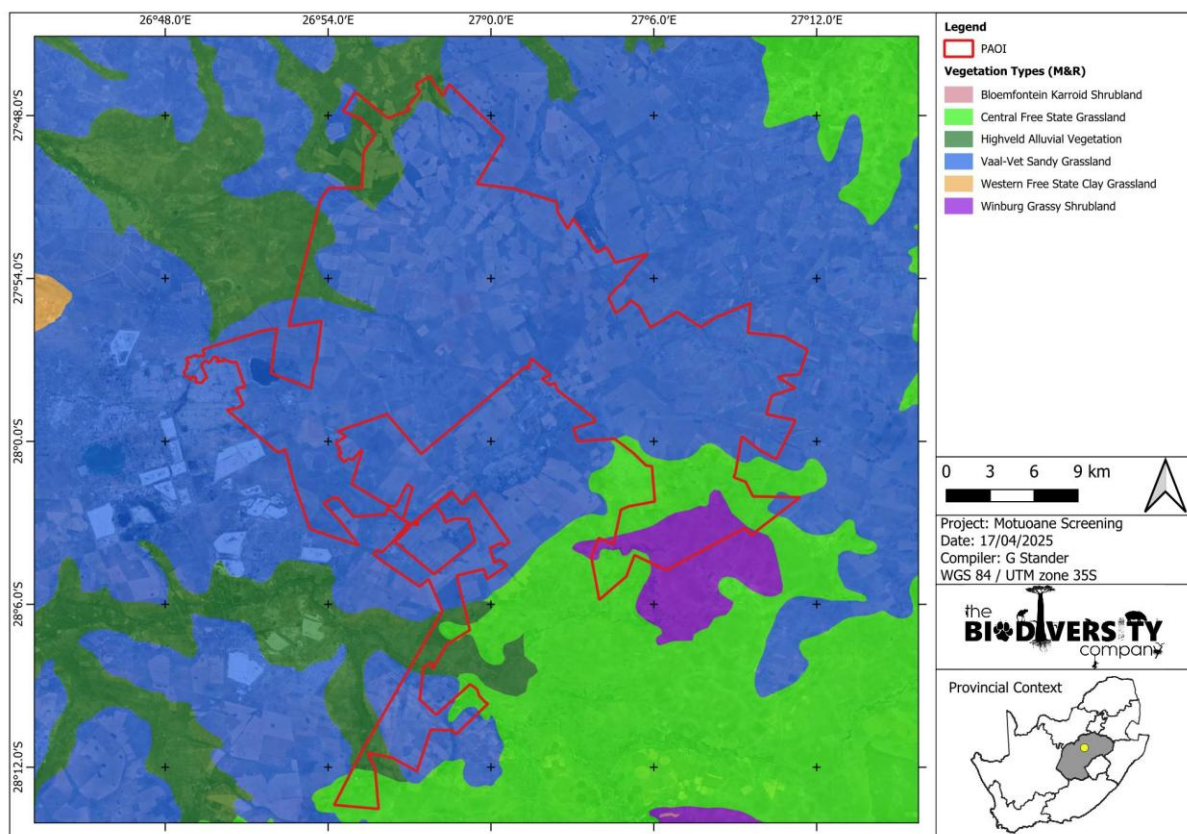 26°48.0'E 26°54.0'E 27°0.0'E 27°6.0'E 27°12.0'E
27°48.0'S
27°54.0'S
28°0.0'S
28°6.0'S
28°12.0'S
Legend
PAOI
Vegetation Types (M&R)
Bloemfontein Karroid Shrubland
Central Free State Grassland
Highveld Alluvial Vegetation
Vaal-Vet Sandy Grassland
Western Free State Clay Grassland
Winburg Grassy Shrubland
0 3 6 9 km
Project: Motuoane Screening
Date: 17/04/2025
Compiler: G Stander
WGS 84 / UTM zone 35S
the
BIODIVERSITY
company
Provincial Context